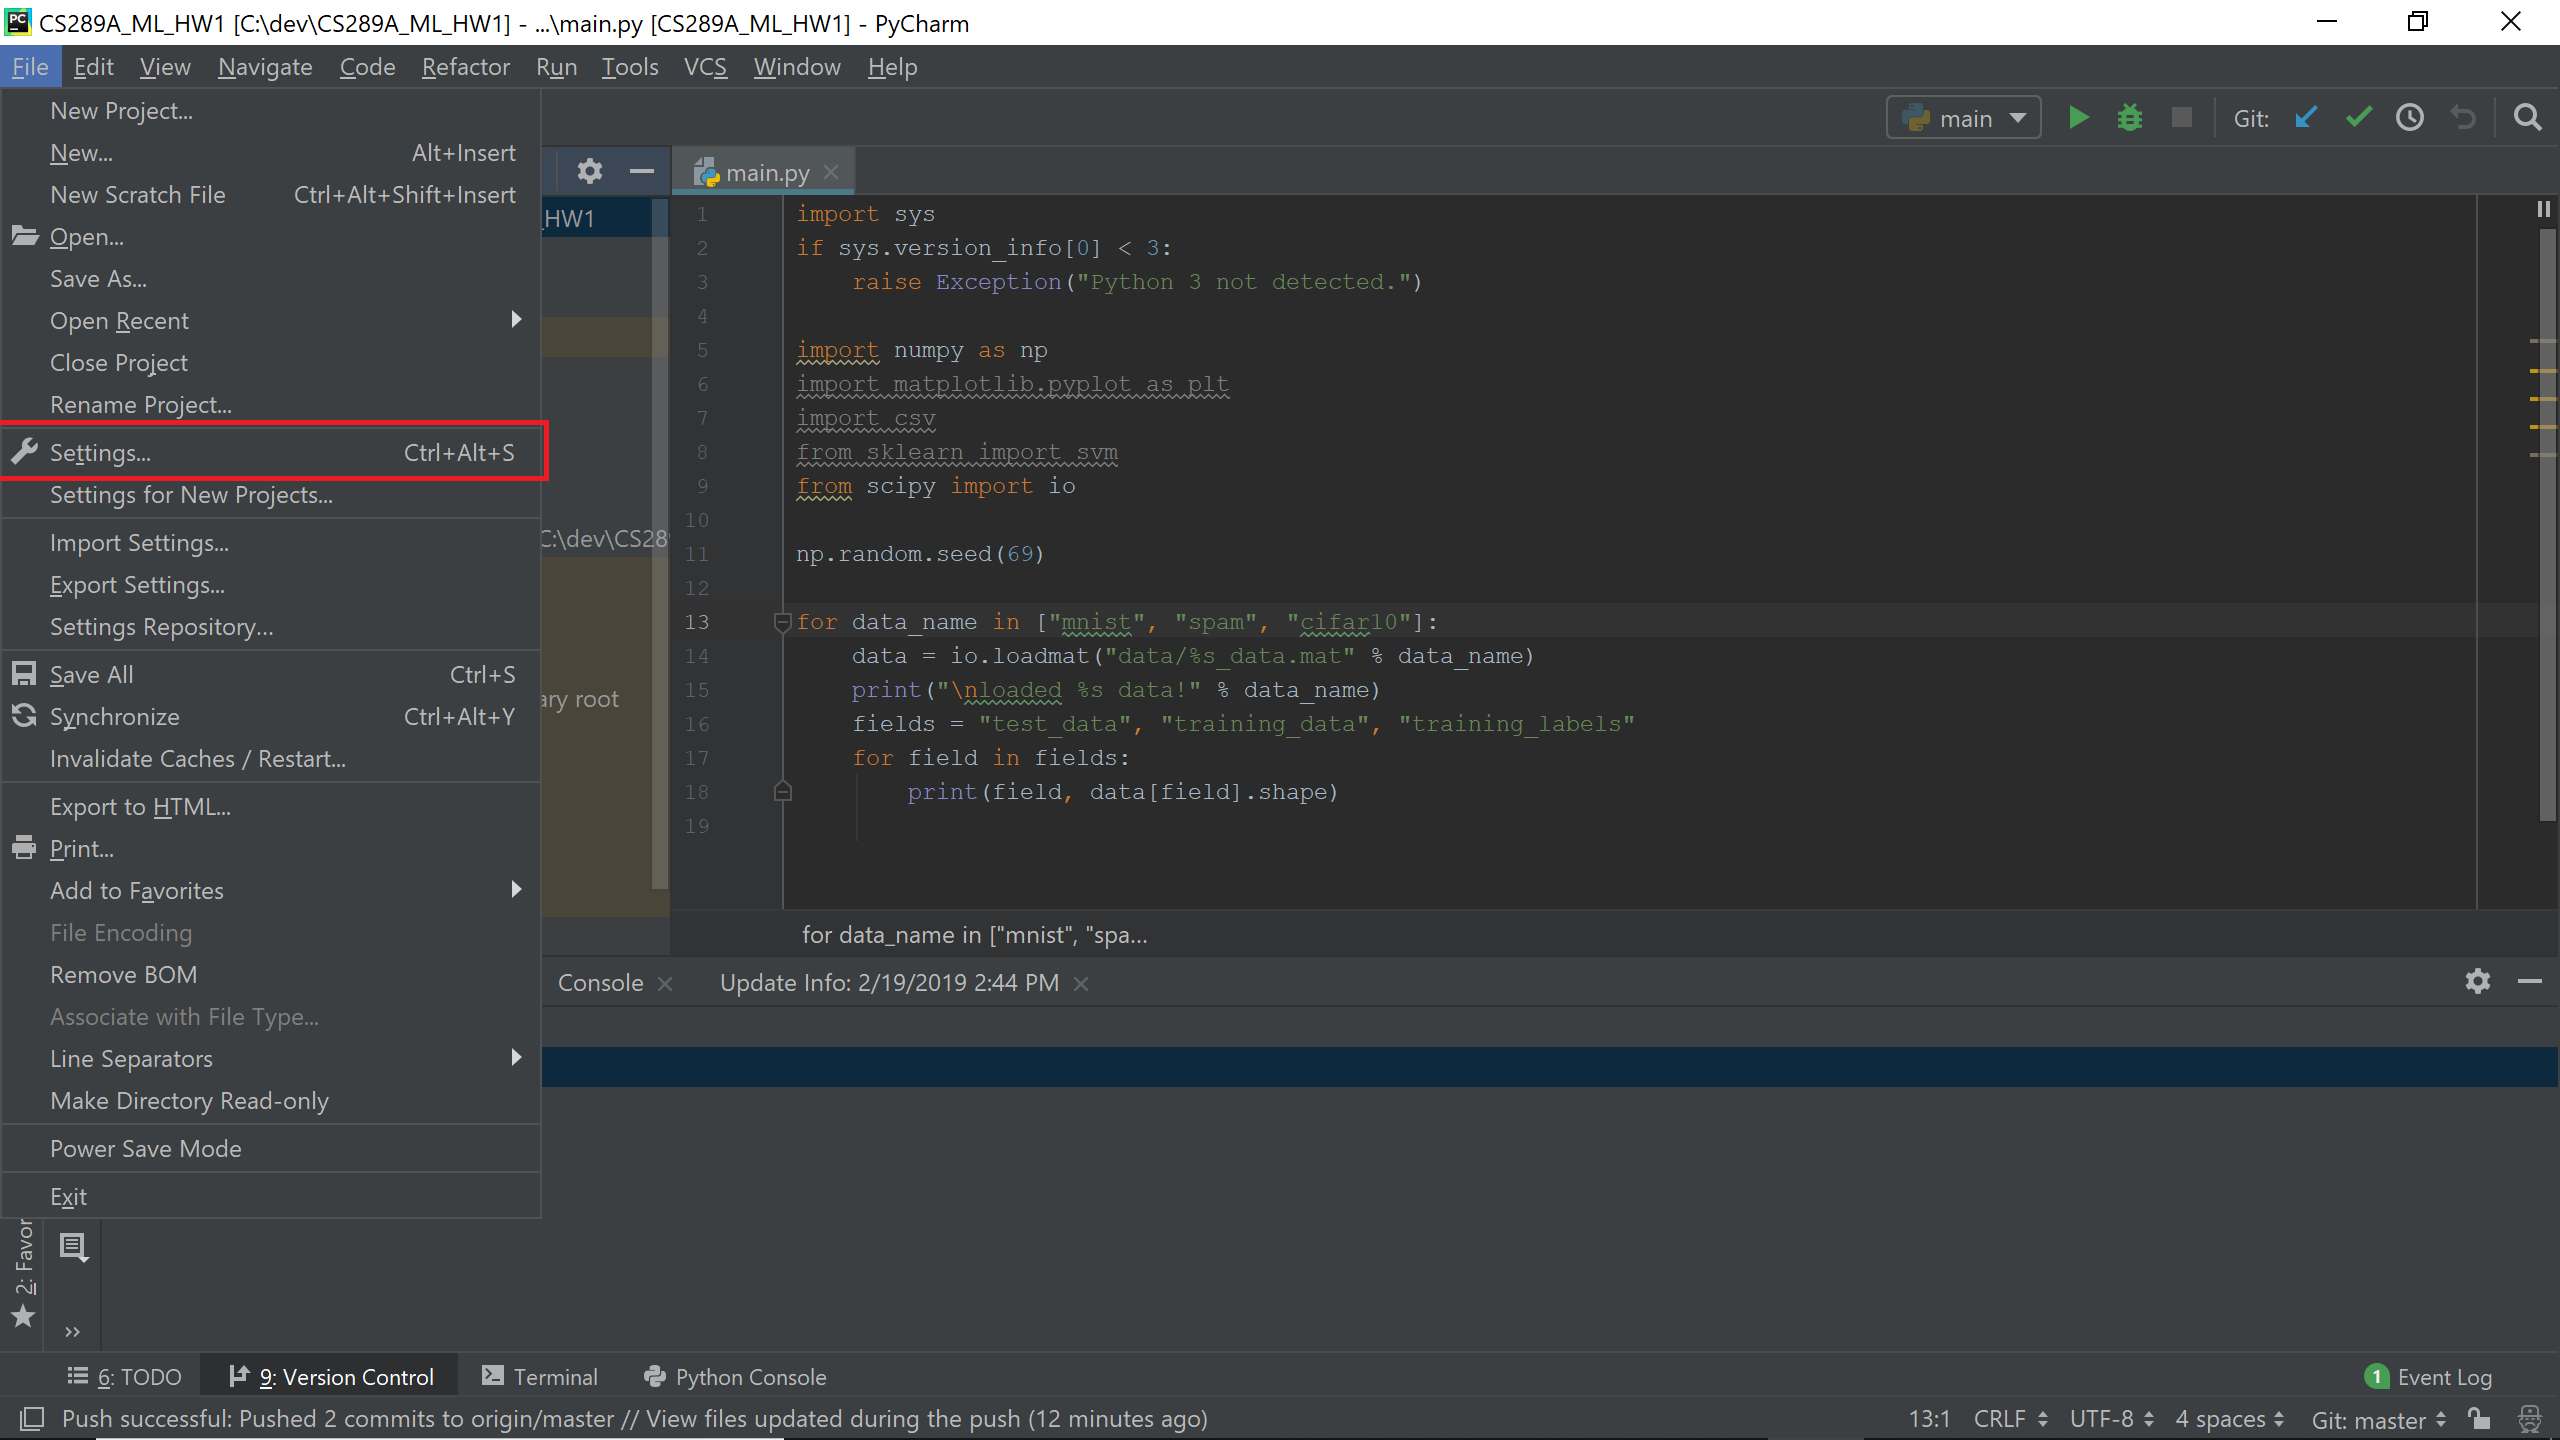 CS289A_ML_HW1 [C:\dev\CS289A_ML_HW1] - ...\main.py [CS289A_ML_HW1] - PyCharm
File Edit View Navigate Code Refactor Run Tools VCS Window Help
New Project...
New... Alt+Insert
New Scratch File Ctrl+Alt+Shift+Insert
Open...
Save As...
Open Recent
Close Project
Rename Project...
Settings... Ctrl+Alt+S
Settings for New Projects...
Import Settings...
Export Settings...
Settings Repository...
Save All Ctrl+S
Synchronize Ctrl+Alt+Y
Invalidate Caches / Restart...
Export to HTML...
Print...
Add to Favorites
File Encoding
Remove BOM
Associate with File Type...
Line Separators
Make Directory Read-only
Power Save Mode
Exit
main
Git:
_HW1
C:\dev\CS28
ary root
main.py
1 import sys
2 if sys.version_info[0] < 3:
3 raise Exception("Python 3 not detected.")
4
5 import numpy as np
6 import matplotlib.pyplot as plt
7 import csv
8 from sklearn import svm
9 from scipy import io
10
11 np.random.seed(69)
12
13 for data_name in ["mnist", "spam", "cifar10"]:
14 data = io.loadmat("data/%s_data.mat" % data_name)
15 print("\nloaded %s data!" % data_name)
16 fields = "test_data", "training_data", "training_labels"
17 for field in fields:
18 print(field, data[field].shape)
19
for data_name in ["mnist", "spa...
Console Update Info: 2/19/2019 2:44 PM
2: Favor
6: TODO 9: Version Control Terminal Python Console 1 Event Log
Push successful: Pushed 2 commits to origin/master // View files updated during the push (12 minutes ago) 13:1 CRLF UTF-8 4 spaces Git: master